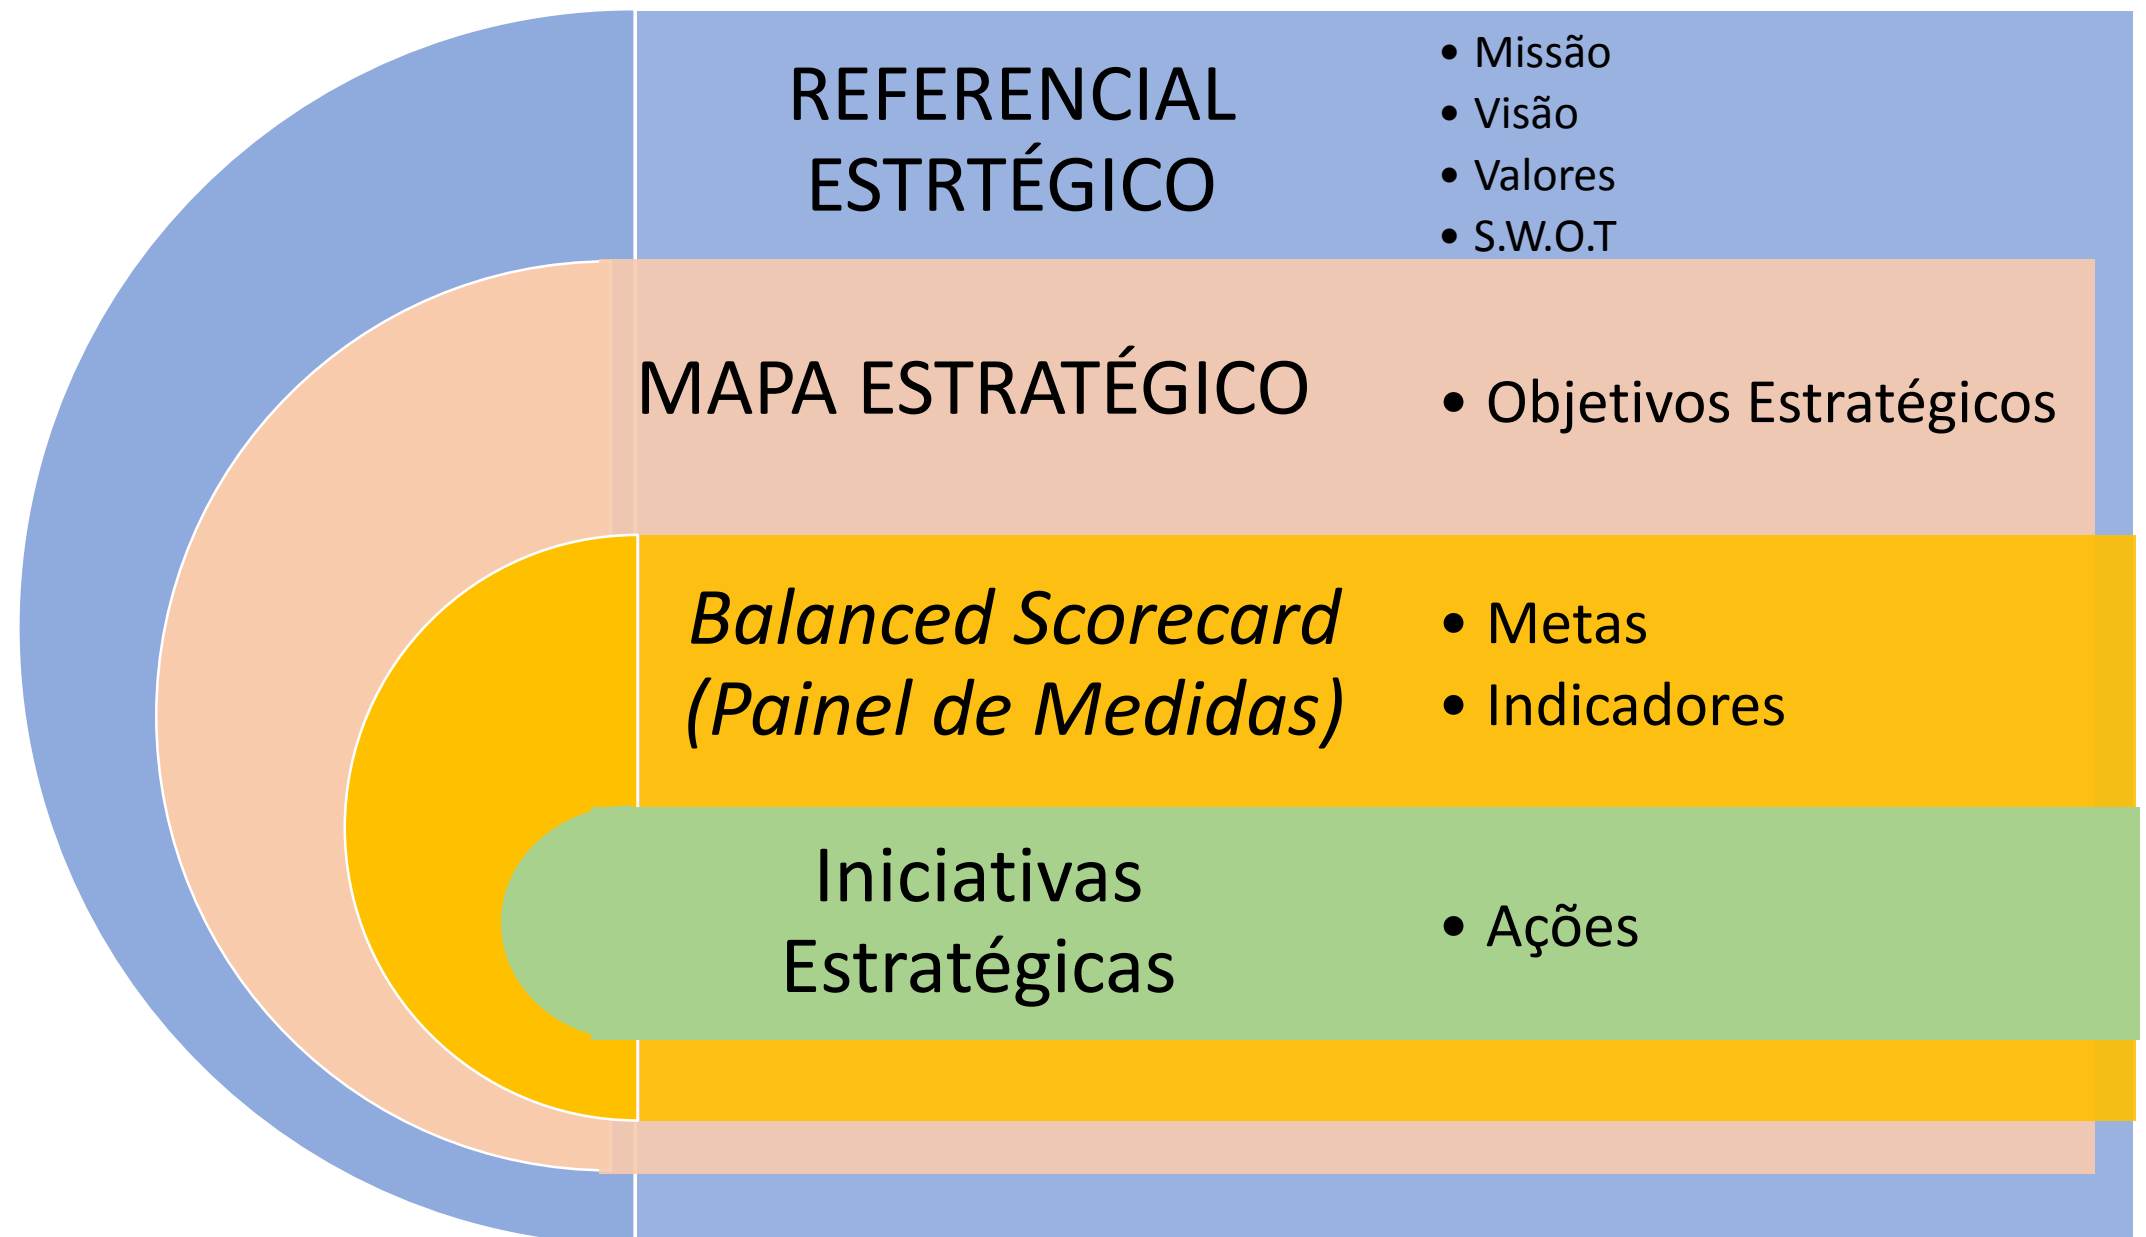 REFERENCIAL
ESTRTÉGICO
• Missão
• Visão
• Valores
• S.W.O.T
MAPA ESTRATÉGICO
• Objetivos Estratégicos
Balanced Scorecard
(Painel de Medidas)
• Metas
• Indicadores
Iniciativas
Estratégicas
• Ações